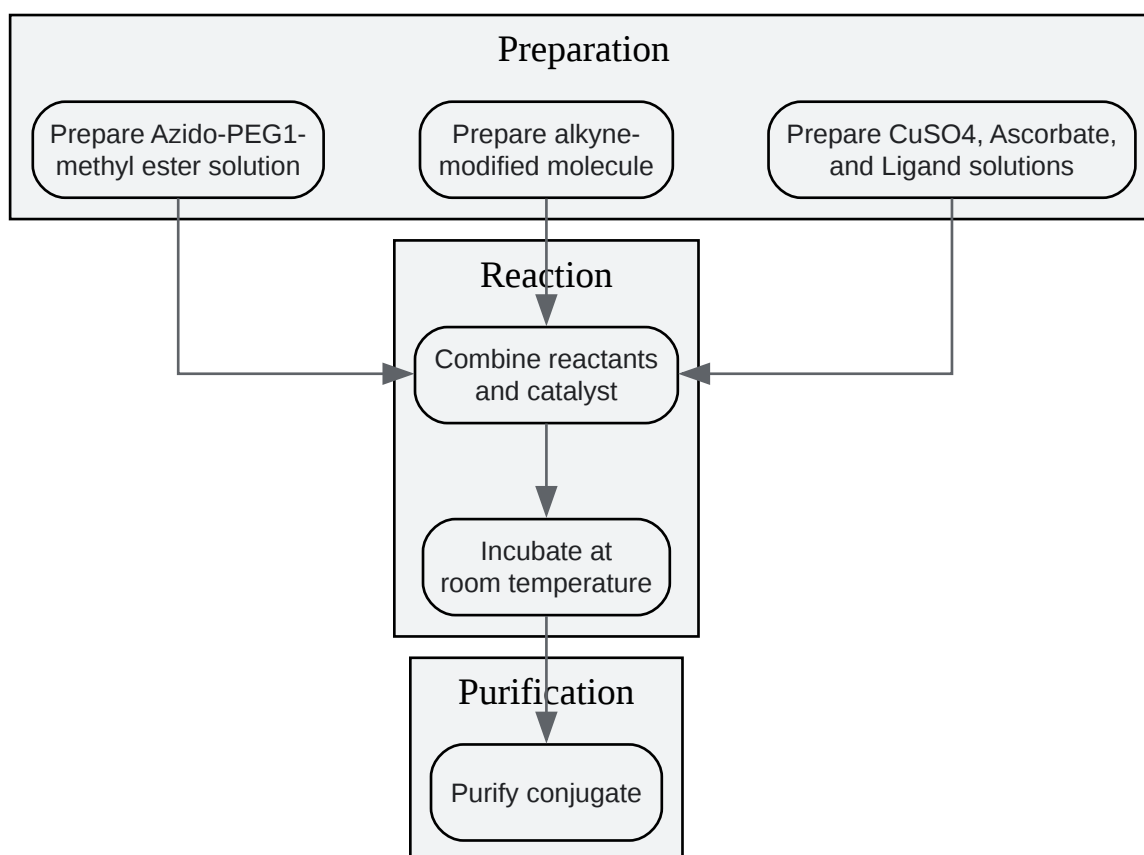 Preparation
Prepare Azido-PEG1-
methyl ester solution
Prepare alkyne-
modified molecule
Prepare CuSO4, Ascorbate,
and Ligand solutions
Reaction
Combine reactants
and catalyst
Incubate at
room temperature
Purification
Purify conjugate